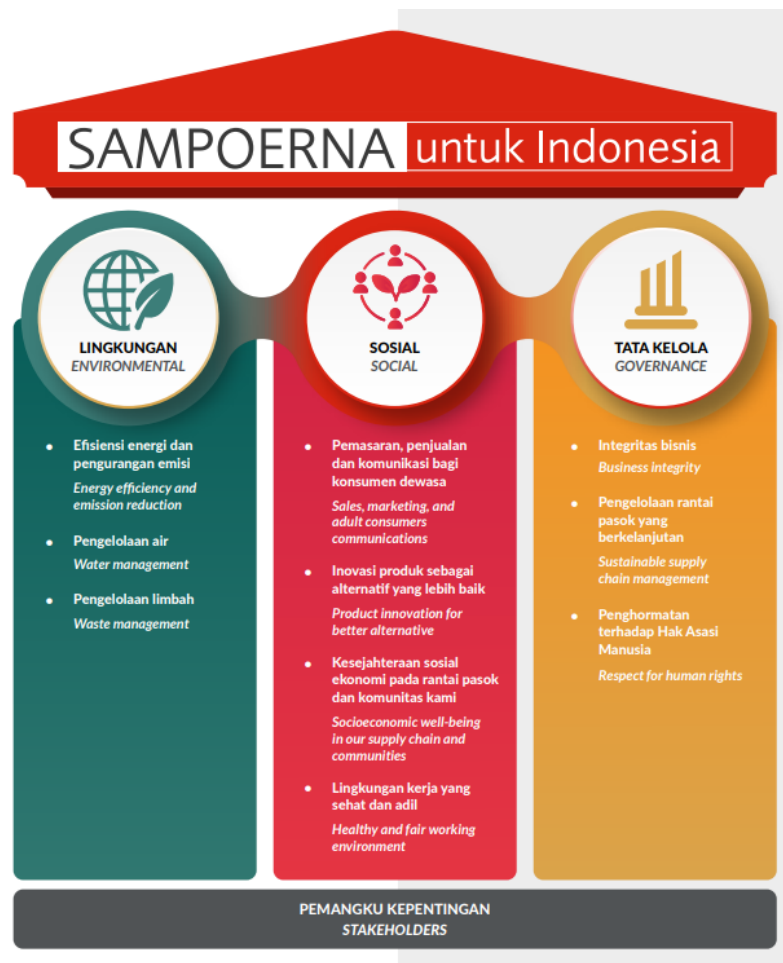 SAMPOERNA untuk Indonesia
LINGKUNGAN
ENVIRONMENTAL
Efisiensi energi dan
pengurangan emisi
Energy efficiency and
emission reduction
Pengelolaan air
Water management
Pengelolaan limbah
Waste management
SOSIAL
SOCIAL
Pemasaran, penjualan
dan komunikasi bagi
konsumen dewasa
Sales, marketing, and
adult consumers
communications
Inovasi produk sebagai
alternatif yang lebih baik
Product innovation for
better alternative
Kesejahteraan sosial
ekonomi pada rantai pasok
dan komunitas kami
Socioeconomic well-being
in our supply chain and
communities
Lingkungan kerja yang
sehat dan adil
Healthy and fair working
environment
TATA KELOLA
GOVERNANCE
Integritas bisnis
Business integrity
Pengelolaan rantai
pasok yang
berkelanjutan
Sustainable supply
chain management
Penghormatan
terhadap Hak Asasi
Manusia
Respect for human rights
PEMANGKU KEPENTINGAN
STAKEHOLDERS